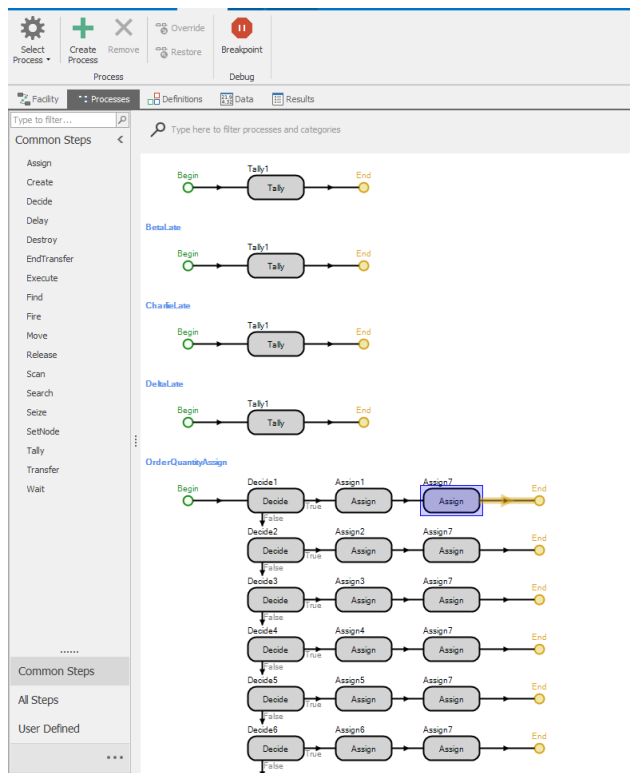 Select Process
Create Process
Remove
Override
Restore
Breakpoint
Process
Debug
Facility
Processes
Definitions
Data
Results
Type to filter...
Common Steps
Assign
Create
Decide
Delay
Destroy
EndTransfer
Execute
Find
Fire
Move
Release
Scan
Search
Seize
SetNode
Tally
Transfer
Wait
Common Steps
All Steps
User Defined
Type here to filter processes and categories
Begin
Tally1
Tally
End
BetaLate
Begin
Tally1
Tally
End
CharlieLate
Begin
Tally1
Tally
End
DeltaLate
Begin
Tally1
Tally
End
OrderQuantityAssign
Begin
Decide1
Decide
True
False
Assign1
Assign
Assign7
Assign
End
Decide2
Decide
True
False
Assign2
Assign
Assign7
Assign
End
Decide3
Decide
True
False
Assign3
Assign
Assign7
Assign
End
Decide4
Decide
True
False
Assign4
Assign
Assign7
Assign
End
Decide5
Decide
True
False
Assign5
Assign
Assign7
Assign
End
Decide6
Decide
True
False
Assign6
Assign
Assign7
Assign
End